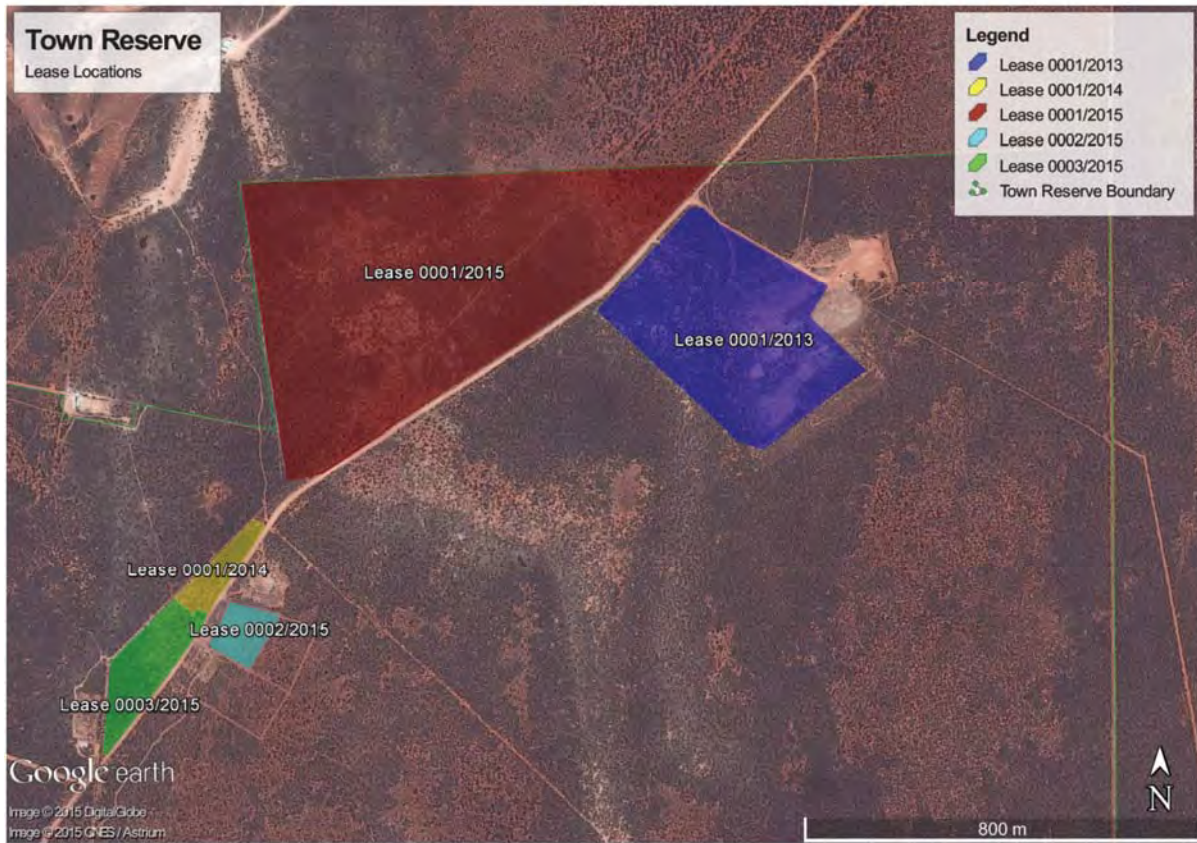 Town Reserve
Lease Locations
Legend
Lease 0001/2013
Lease 0001/2014
Lease 0001/2015
Lease 0002/2015
Lease 0003/2015
Town Reserve Boundary
Lease 0001/2015
Lease 0001/2013
Lease 0001/2014
Lease 0002/2015
Lease 0003/2015
Google earth
Image © 2015 DigitalGlobe
Image © 2015 CNES / Astrium
N
800 m